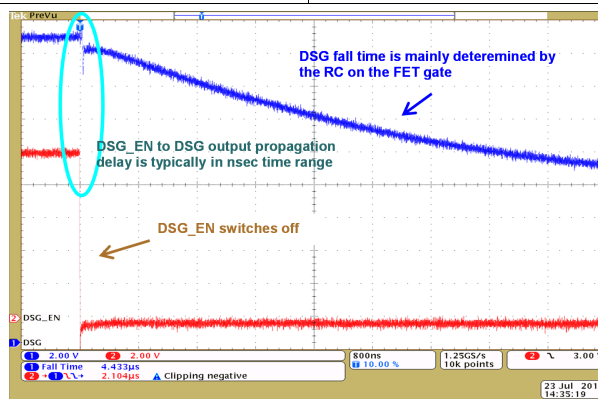 Tek PreVu
DSG fall time is mainly deteremined by
the RC on the FET gate
DSG_EN to DSG output propagation
delay is typically in nsec time range
DSG_EN switches off
2 DSG_EN
1 DSG
1 2.00 V 2 2.00 V
1 Fall Time 4.433µs
2 → 1 2.104µs Clipping negative
800ns
10.00 %
1.25GS/s
10k points
2 3.00
23 Jul 201
14:35:19